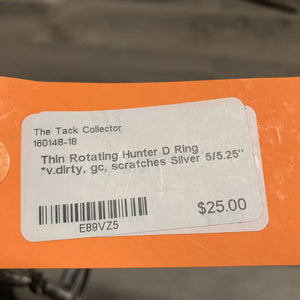 The Tack Collector
160148-18
Thin Rotating Hunter D Ring
*v.dirty, gc, scratches Silver 5/5.25"
$25.00
E89VZ5